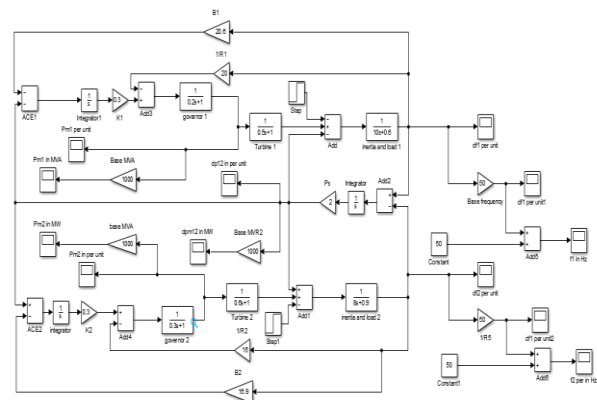 B1
20.6
1/R1
20
ACE1
1
s
Integrator1
0.3
K1
Add3
1
0.2s+1
governor 1
1
0.5s+1
Turbine 1
Step
Add
1
10s+0.6
inertia and load 1
df1 per unit
Pm1 per unit
Pm1 in MVA
Base MVA
1000
dp12 in per unit
Ps
2
Integrator
1
s
Add2
50
Base frequency
df1 per unit1
Pm2 in MW
base MVA
1000
dpm12 in MW
Base MVR2
1000
50
Constant
Add5
f1 in Hz
Pm2 in per unit
df2 per unit
ACE2
1
s
integrator
0.3
K2
Add4
1
0.3s+1
governor 2
1
0.6s+1
Turbine 2
Step1
Add1
1
8s+0.9
inertia and load 2
50
1/R5
df1 per unit2
1/R2
16
50
Constant1
Add6
f2 per in Hz
B2
16.9